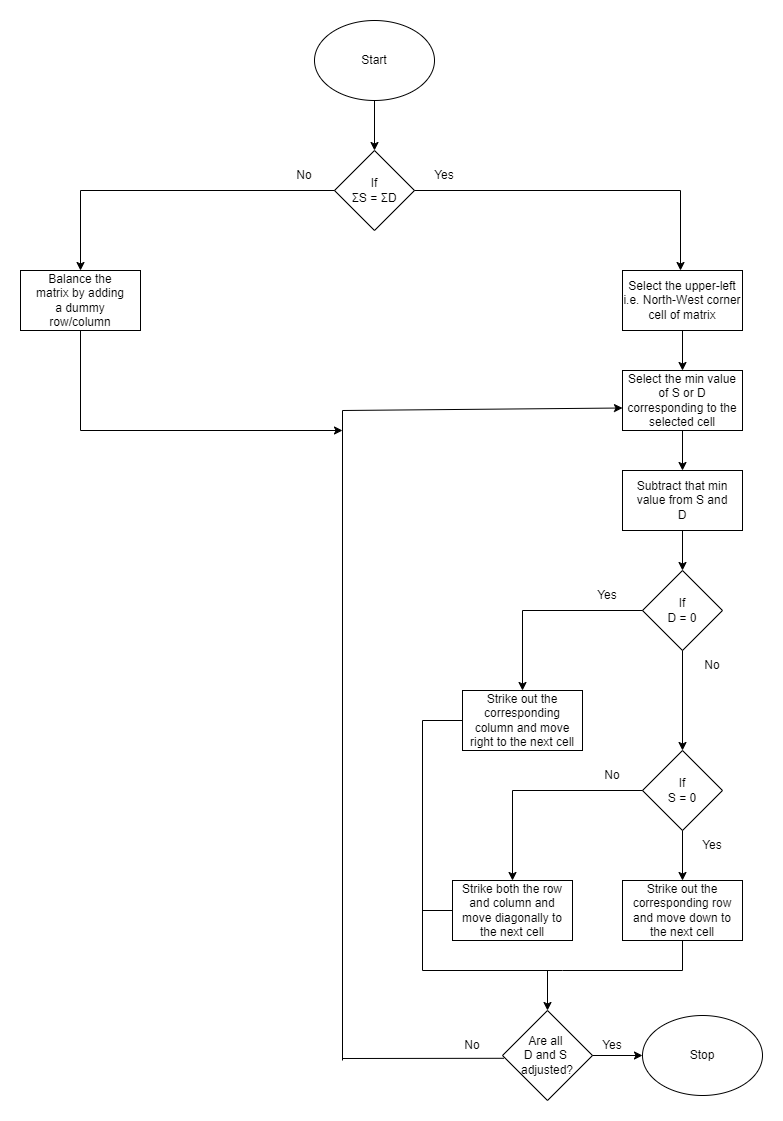 Start
No
Yes
If
ΣS = ΣD
Balance the
matrix by adding
a dummy
row/column
Select the upper-left
i.e. North-West corner
cell of matrix
Select the min value
of S or D
corresponding to the
selected cell
Subtract that min
value from S and
D
Yes
If
D = 0
No
Strike out the
corresponding
column and move
right to the next cell
No
If
S = 0
Yes
Strike both the row
and column and
move diagonally to
the next cell
Strike out the
corresponding row
and move down to
the next cell
No
Are all
D and S
adjusted?
Yes
Stop